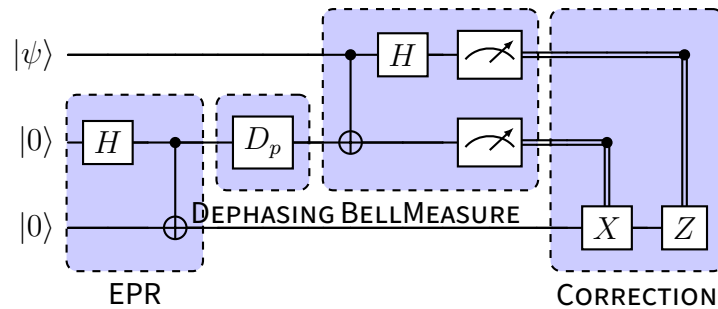 |ψ⟩ H
|0⟩ H D_p
DEPHASING BELLMEASURE
|0⟩ X Z
EPR CORRECTION